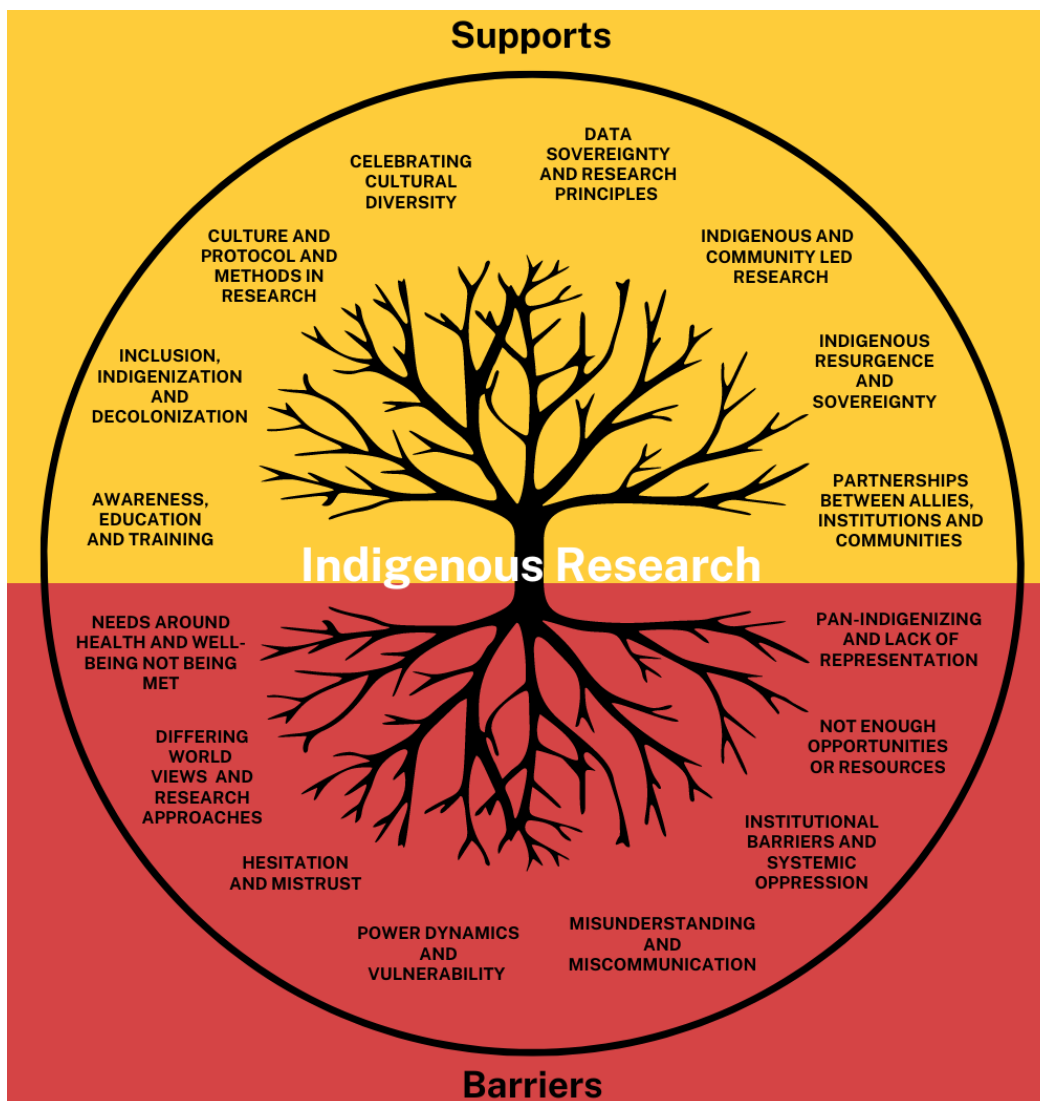 Supports
CELEBRATING
CULTURAL
DIVERSITY
DATA
SOVEREIGNTY
AND RESEARCH
PRINCIPLES
CULTURE AND
PROTOCOL AND
METHODS IN
RESEARCH
INDIGENOUS AND
COMMUNITY LED
RESEARCH
INCLUSION,
INDIGENIZATION
AND
DECOLONIZATION
INDIGENOUS
RESURGENCE
AND
SOVEREIGNTY
AWARENESS,
EDUCATION
AND TRAINING
PARTNERSHIPS
BETWEEN ALLIES,
INSTITUTIONS AND
COMMUNITIES
Indigenous Research
NEEDS AROUND
HEALTH AND WELL-
BEING NOT BEING
MET
PAN-INDIGENIZING
AND LACK OF
REPRESENTATION
DIFFERING
WORLD
VIEWS AND
RESEARCH
APPROACHES
NOT ENOUGH
OPPORTUNITIES
OR RESOURCES
HESITATION
AND MISTRUST
INSTITUTIONAL
BARRIERS AND
SYSTEMIC
OPPRESSION
POWER DYNAMICS
AND
VULNERABILITY
MISUNDERSTANDING
AND
MISCOMMUNICATION
Barriers